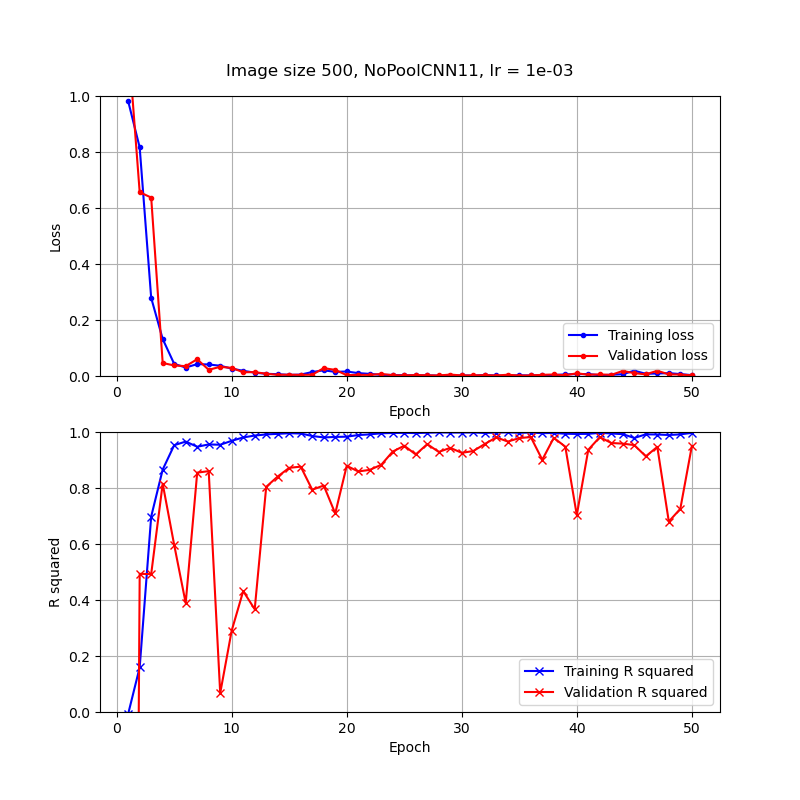 Image size 500, NoPoolCNN11, lr = 1e-03
1.0
0.8
0.6
0.4
0.2
0.0
Loss
Training loss
Validation loss
0 10 20 30 40 50
Epoch
1.0
0.8
0.6
0.4
0.2
0.0
R squared
Training R squared
Validation R squared
0 10 20 30 40 50
Epoch